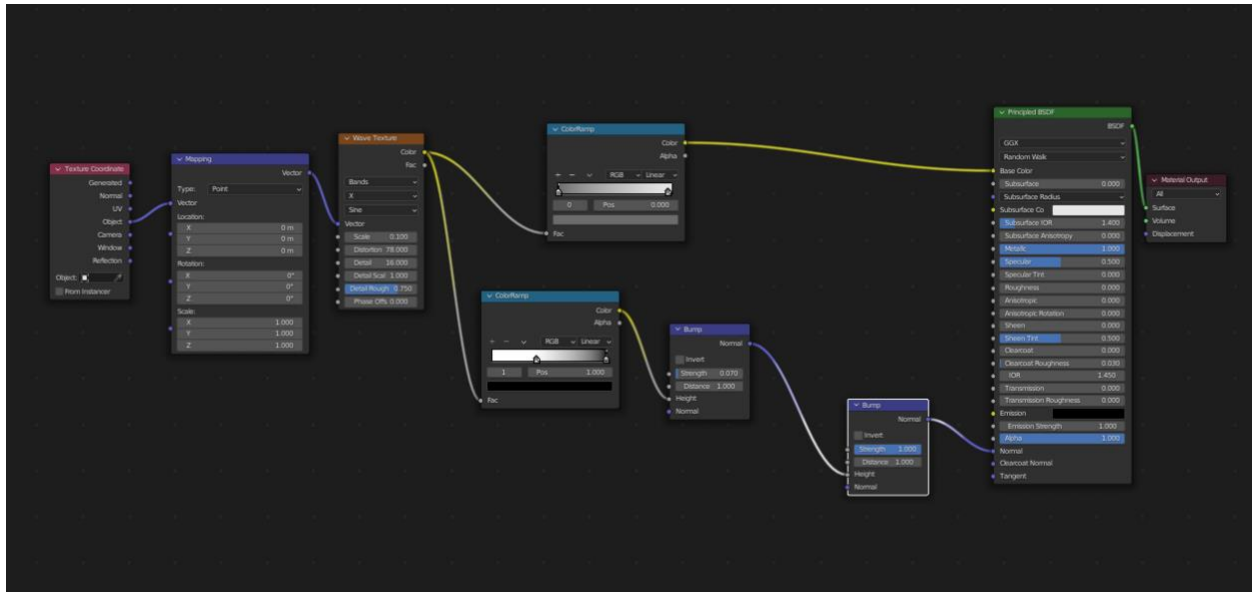 Texture Coordinate
Generated
Normal
UV
Object
Camera
Window
Reflection
Object:
From Instancer
Mapping
Vector
Type: Point
Vector
Location:
X 0 m
Y 0 m
Z 0 m
Rotation:
X 0°
Y 0°
Z 0°
Scale:
X 1.000
Y 1.000
Z 1.000
Wave Texture
Color
Fac
Bands
X
Sine
Vector
Scale 0.100
Distortion 78.000
Detail 16.000
Detail Scal 1.000
Detail Rough 0.750
Phase Offs 0.000
ColorRamp
Color
Alpha
+ − RGB Linear
0 Pos 0.000
Fac
ColorRamp
Color
Alpha
+ − RGB Linear
1 Pos 1.000
Fac
Bump
Normal
Invert
Strength 0.070
Distance 1.000
Height
Normal
Bump
Normal
Invert
Strength 1.000
Distance 1.000
Height
Normal
Principled BSDF
BSDF
GGX
Random Walk
Base Color
Subsurface 0.000
Subsurface Radius
Subsurface Co
Subsurface IOR 1.400
Subsurface Anisotropy 0.000
Metallic 1.000
Specular 0.500
Specular Tint 0.000
Roughness 0.000
Anisotropic 0.000
Anisotropic Rotation 0.000
Sheen 0.000
Sheen Tint 0.500
Clearcoat 0.000
Clearcoat Roughness 0.030
IOR 1.450
Transmission 0.000
Transmission Roughness 0.000
Emission
Emission Strength 1.000
Alpha 1.000
Normal
Clearcoat Normal
Tangent
Material Output
All
Surface
Volume
Displacement